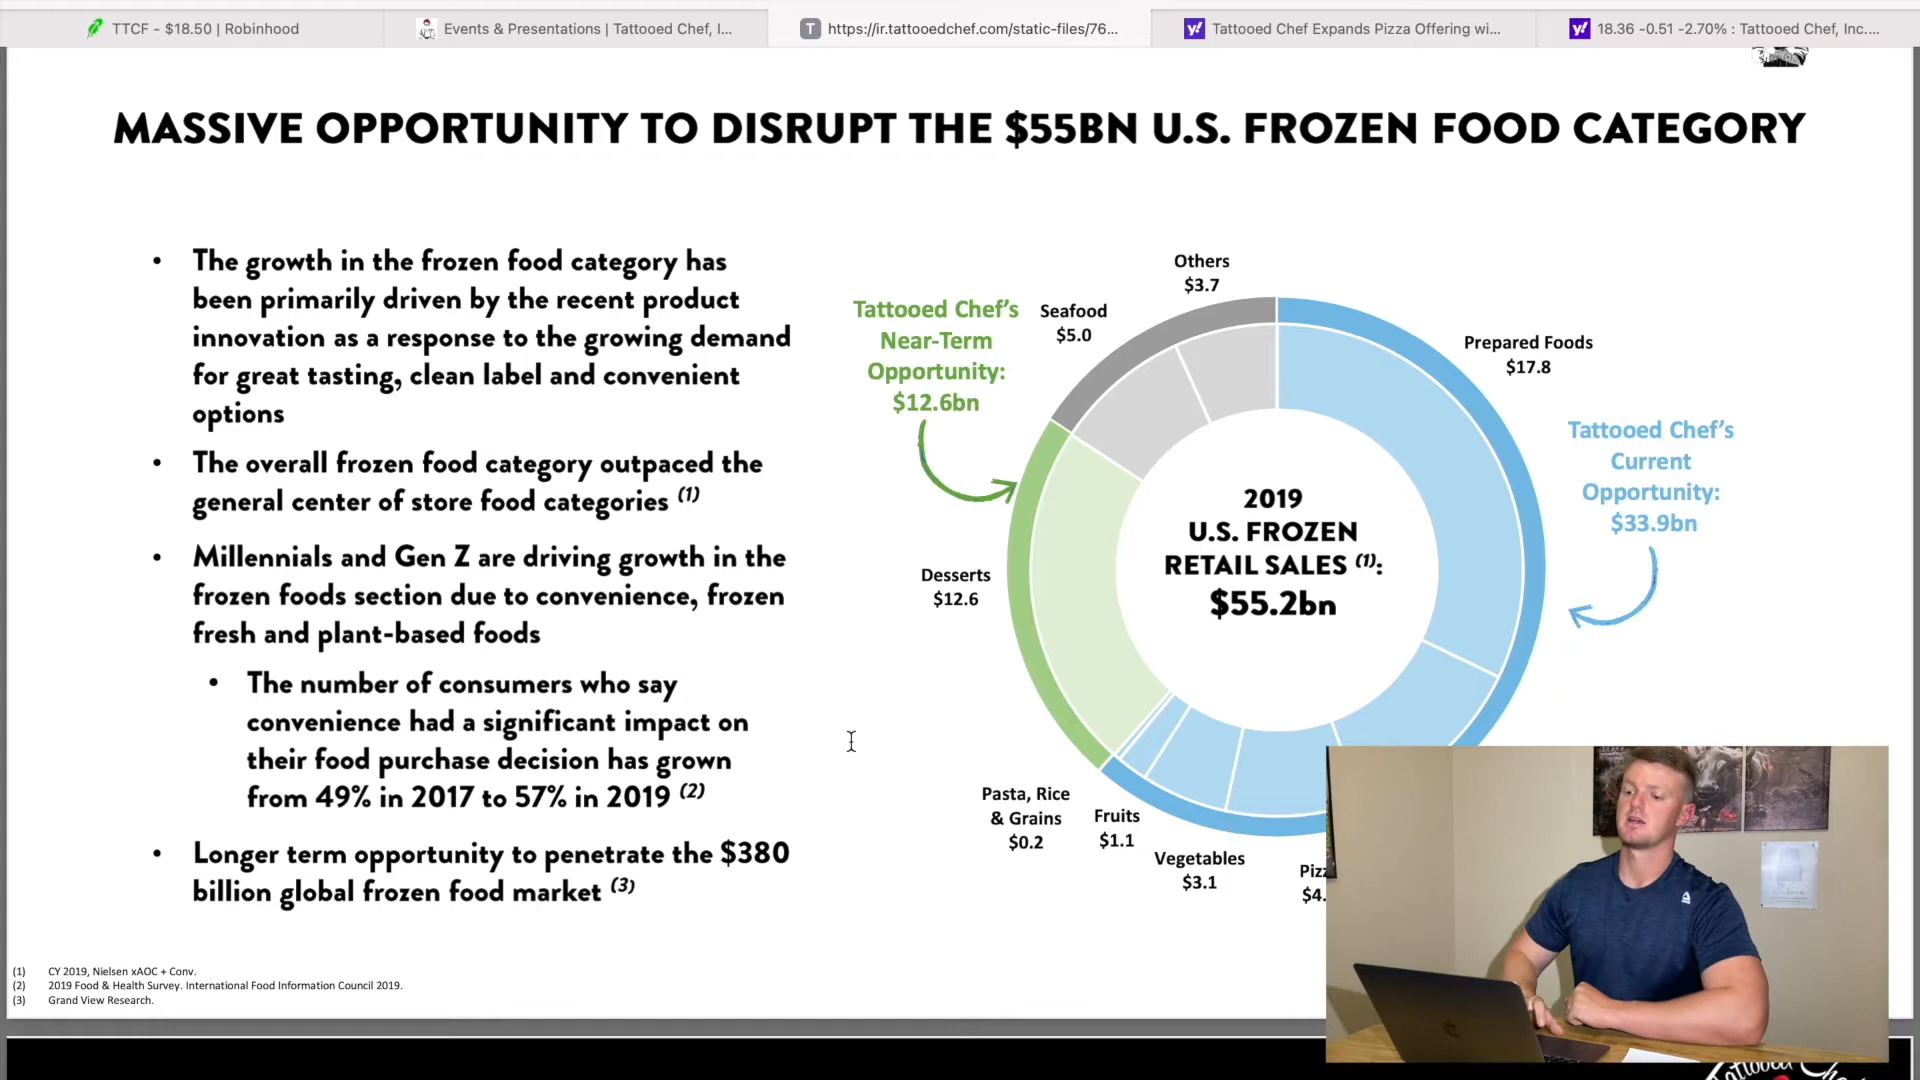 TTCF - $18.50 | Robinhood
Events & Presentations | Tattooed Chef, I...
T
https://ir.tattooedchef.com/static-files/76...
y!
Tattooed Chef Expands Pizza Offering wi...
y!
18.36 -0.51 -2.70% : Tattooed Chef, Inc....
MASSIVE OPPORTUNITY TO DISRUPT THE $55BN U.S. FROZEN FOOD CATEGORY
• The growth in the frozen food category has
been primarily driven by the recent product
innovation as a response to the growing demand
for great tasting, clean label and convenient
options
• The overall frozen food category outpaced the
general center of store food categories (1)
• Millennials and Gen Z are driving growth in the
frozen foods section due to convenience, frozen
fresh and plant-based foods
• The number of consumers who say
convenience had a significant impact on
their food purchase decision has grown
from 49% in 2017 to 57% in 2019 (2)
• Longer term opportunity to penetrate the $380
billion global frozen food market (3)
Others
$3.7
Tattooed Chef's
Near-Term
Opportunity:
$12.6bn
Seafood
$5.0
Prepared Foods
$17.8
Tattooed Chef's
Current
Opportunity:
$33.9bn
2019
U.S. FROZEN
RETAIL SALES (1):
$55.2bn
Desserts
$12.6
Pasta, Rice
& Grains
$0.2
Fruits
$1.1
Vegetables
$3.1
Piz
$4.
(1) CY 2019, Nielsen xAOC + Conv.
(2) 2019 Food & Health Survey. International Food Information Council 2019.
(3) Grand View Research.